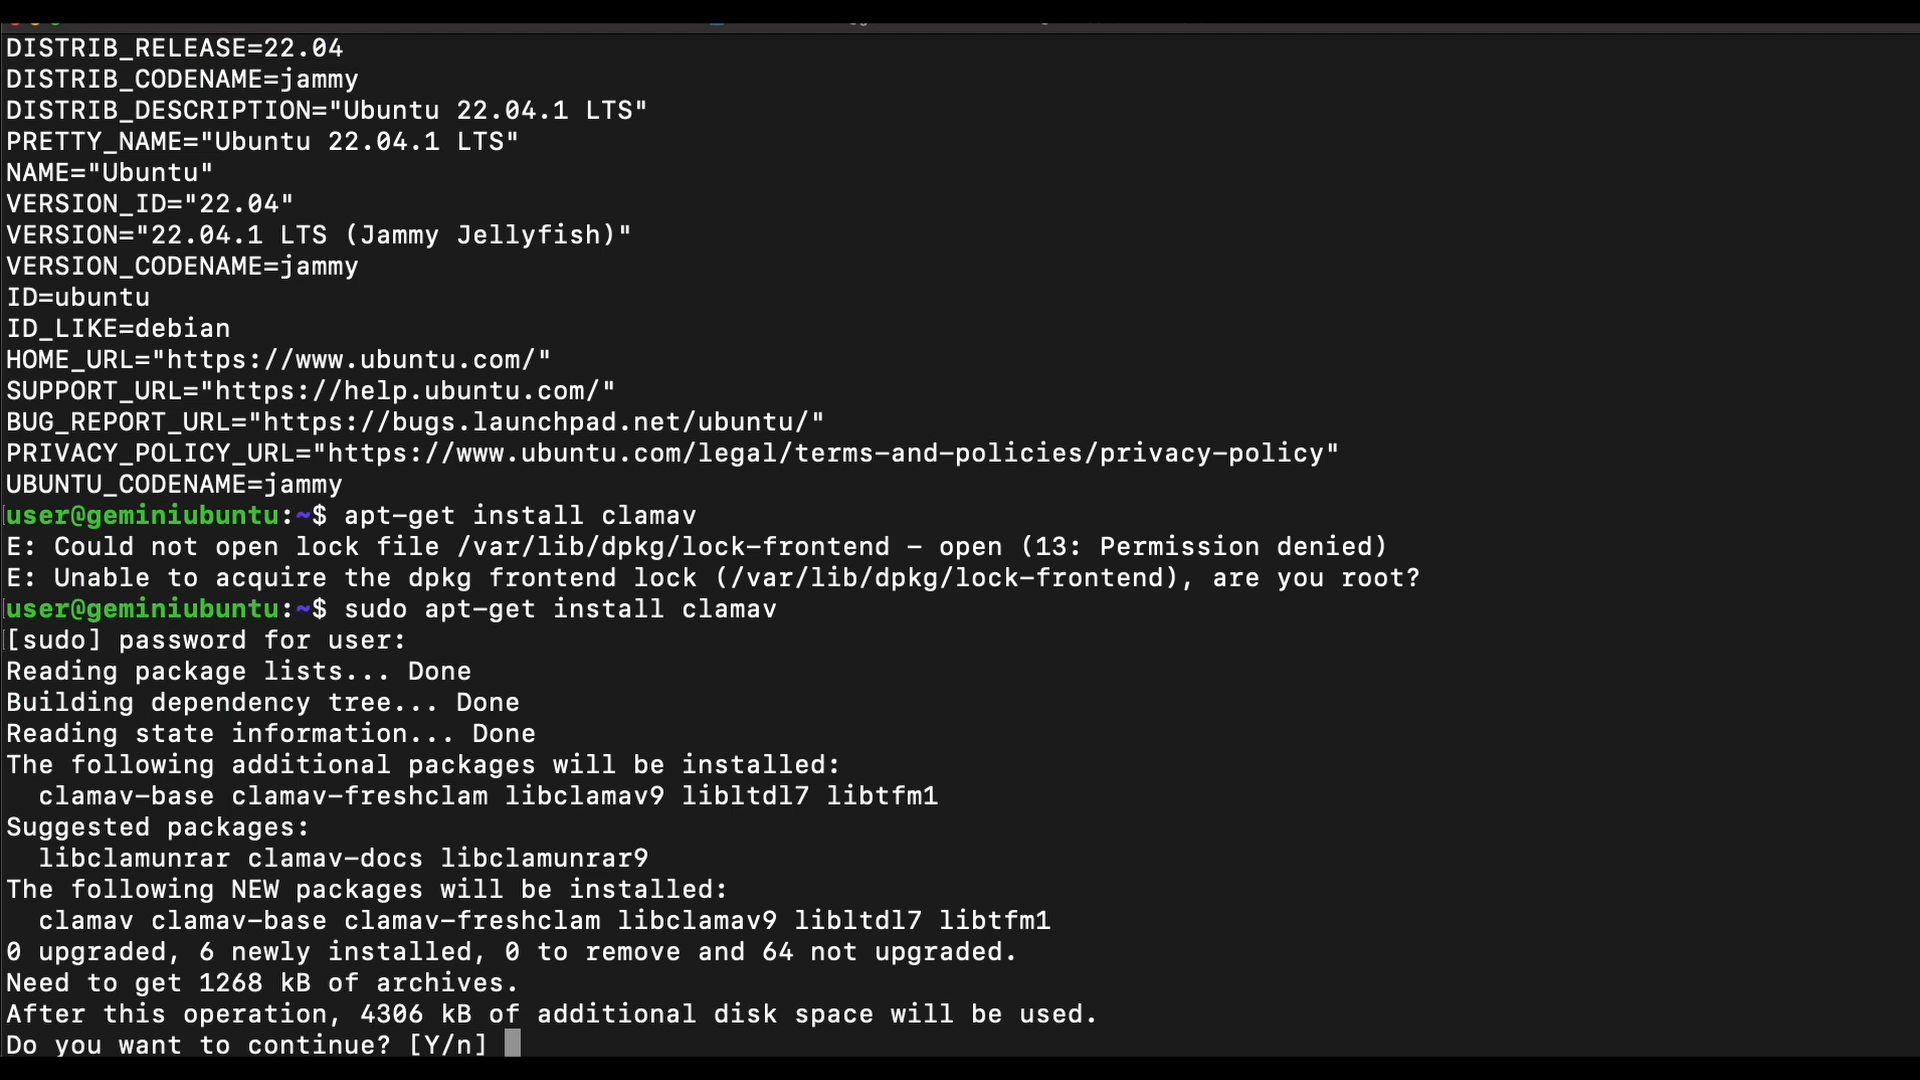 DISTRIB_RELEASE=22.04
DISTRIB_CODENAME=jammy
DISTRIB_DESCRIPTION="Ubuntu 22.04.1 LTS"
PRETTY_NAME="Ubuntu 22.04.1 LTS"
NAME="Ubuntu"
VERSION_ID="22.04"
VERSION="22.04.1 LTS (Jammy Jellyfish)"
VERSION_CODENAME=jammy
ID=ubuntu
ID_LIKE=debian
HOME_URL="https://www.ubuntu.com/"
SUPPORT_URL="https://help.ubuntu.com/"
BUG_REPORT_URL="https://bugs.launchpad.net/ubuntu/"
PRIVACY_POLICY_URL="https://www.ubuntu.com/legal/terms-and-policies/privacy-policy"
UBUNTU_CODENAME=jammy
user@geminiubuntu:~$ apt-get install clamav
E: Could not open lock file /var/lib/dpkg/lock-frontend - open (13: Permission denied)
E: Unable to acquire the dpkg frontend lock (/var/lib/dpkg/lock-frontend), are you root?
user@geminiubuntu:~$ sudo apt-get install clamav
[sudo] password for user:
Reading package lists... Done
Building dependency tree... Done
Reading state information... Done
The following additional packages will be installed:
  clamav-base clamav-freshclam libclamav9 libltdl7 libtfm1
Suggested packages:
  libclamunrar clamav-docs libclamunrar9
The following NEW packages will be installed:
  clamav clamav-base clamav-freshclam libclamav9 libltdl7 libtfm1
0 upgraded, 6 newly installed, 0 to remove and 64 not upgraded.
Need to get 1268 kB of archives.
After this operation, 4306 kB of additional disk space will be used.
Do you want to continue? [Y/n]